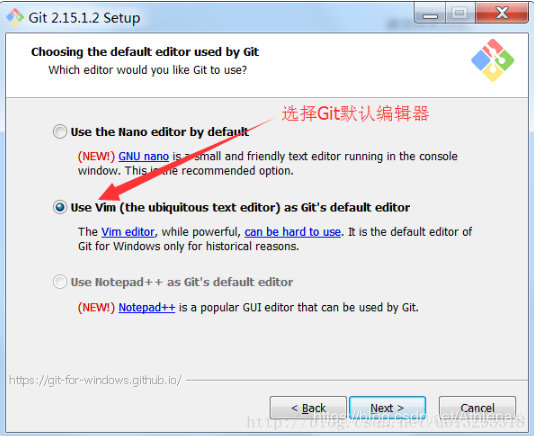 Git 2.15.1.2 Setup
Choosing the default editor used by Git
Which editor would you like Git to use?
选择Git默认编辑器
Use the Nano editor by default
(NEW!) GNU nano is a small and friendly text editor running in the console
window. This is the recommended option.
Use Vim (the ubiquitous text editor) as Git's default editor
The Vim editor, while powerful, can be hard to use. It is the default editor of
Git for Windows only for historical reasons.
Use Notepad++ as Git's default editor
(NEW!) Notepad++ is a popular GUI editor that can be used by Git.
https://git-for-windows.github.io/
< Back
Next >
Cancel